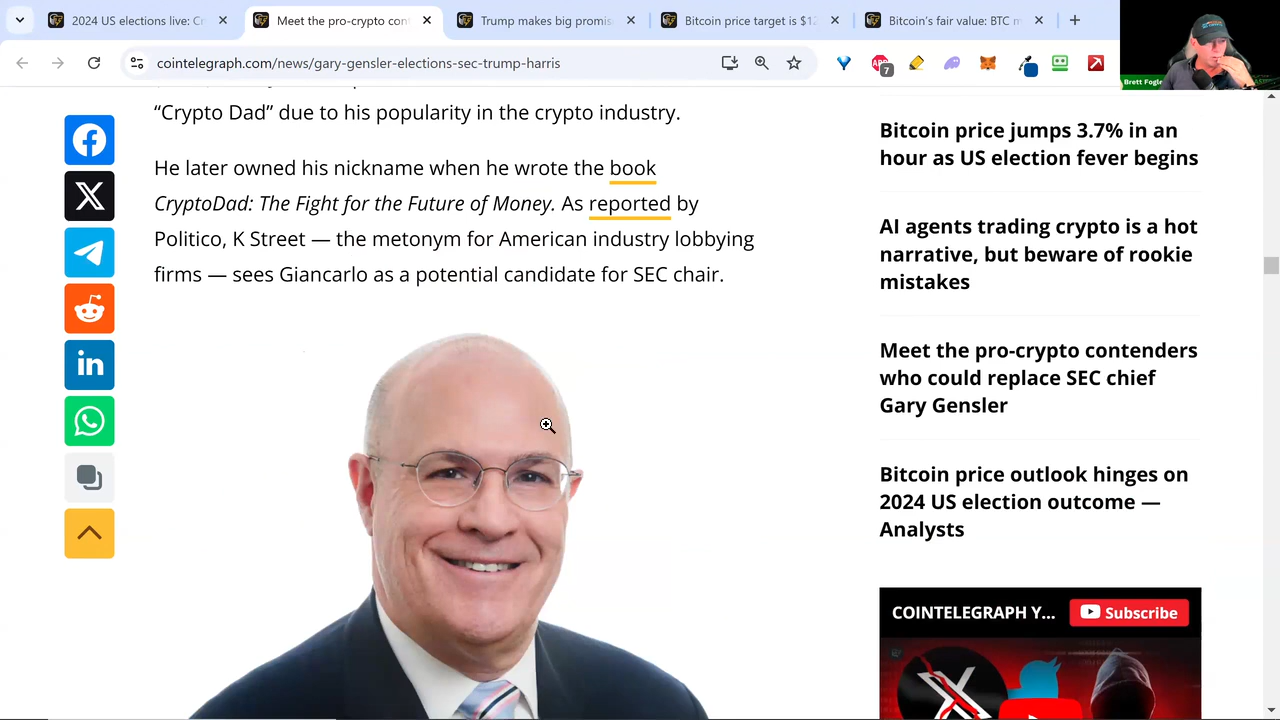 2024 US elections live: C
Meet the pro-crypto con
Trump makes big promis
Bitcoin price target is $1
Bitcoin's fair value: BTC m
cointelegraph.com/news/gary-gensler-elections-sec-trump-harris
7
Brett Fogle
“Crypto Dad” due to his popularity in the crypto industry.
He later owned his nickname when he wrote the book
CryptoDad: The Fight for the Future of Money. As reported by
Politico, K Street — the metonym for American industry lobbying
firms — sees Giancarlo as a potential candidate for SEC chair.
in
Bitcoin price jumps 3.7% in an
hour as US election fever begins
AI agents trading crypto is a hot
narrative, but beware of rookie
mistakes
Meet the pro-crypto contenders
who could replace SEC chief
Gary Gensler
Bitcoin price outlook hinges on
2024 US election outcome —
Analysts
COINTELEGRAPH Y...
Subscribe